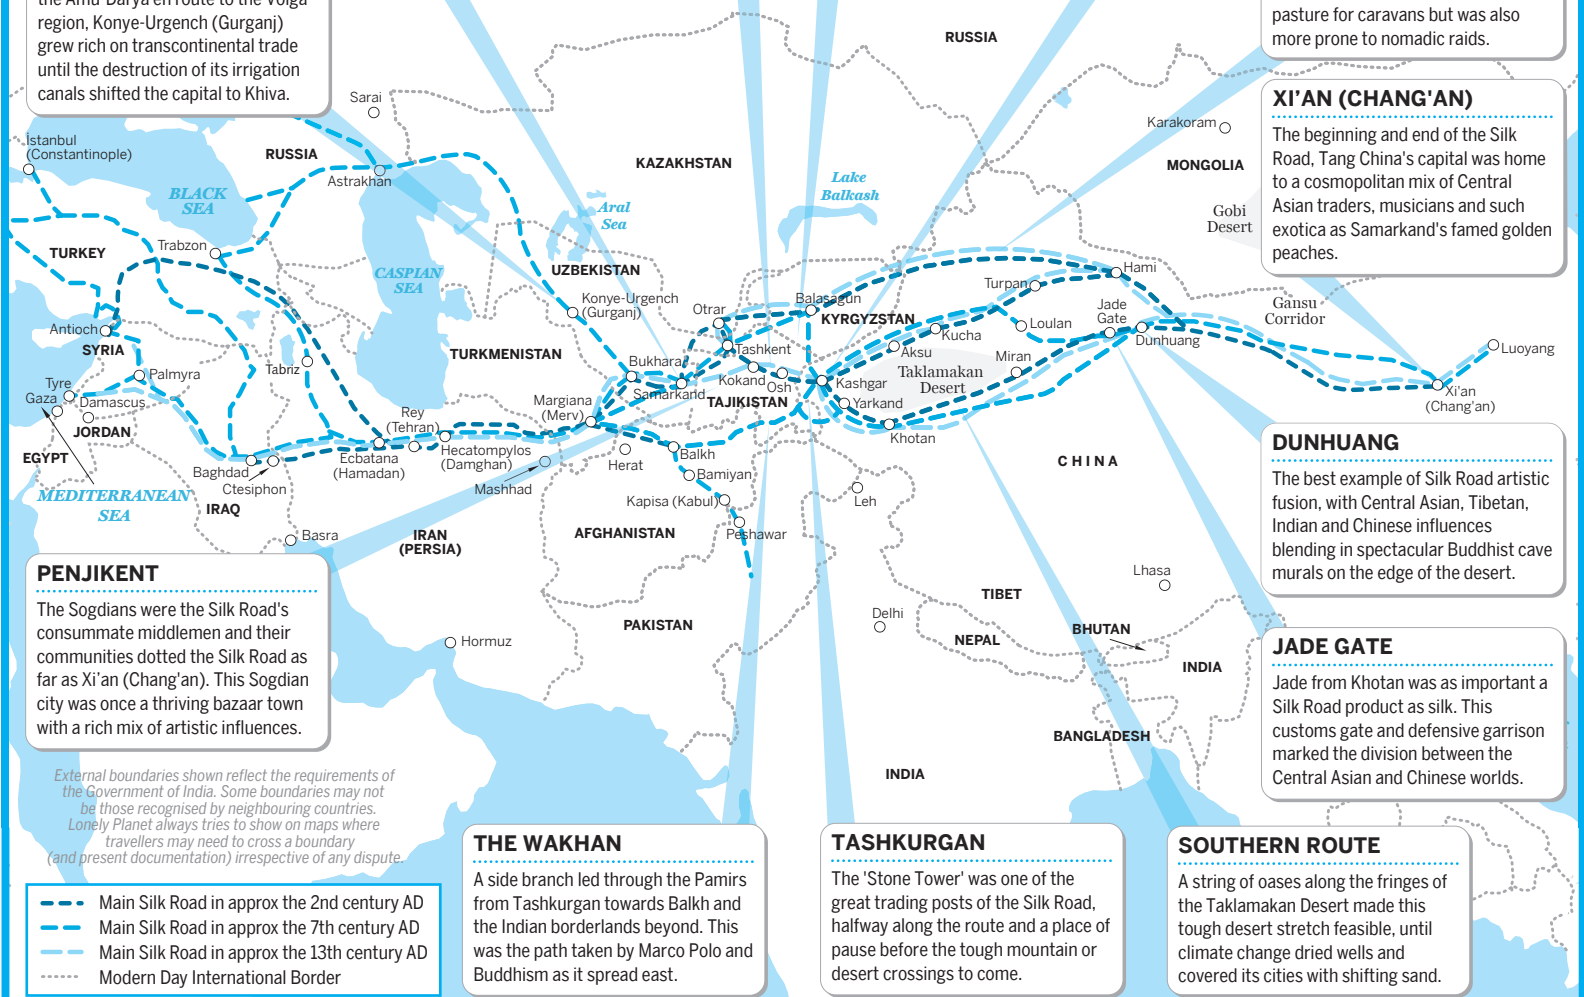 the Amu-Darya en route to the Volga
region, Konye-Urgench (Gurganj)
grew rich on transcontinental trade
until the destruction of its irrigation
canals shifted the capital to Khiva.
pasture for caravans but was also
more prone to nomadic raids.
XI'AN (CHANG'AN)
The beginning and end of the Silk
Road, Tang China's capital was home
to a cosmopolitan mix of Central
Asian traders, musicians and such
exotica as Samarkand's famed golden
peaches.
RUSSIA
Sarai
Karakoram
İstanbul
(Constantinople)
RUSSIA
KAZAKHSTAN
MONGOLIA
Astrakhan
BLACK
SEA
Lake
Balkash
Aral
Sea
Gobi
Desert
TURKEY
Trabzon
CASPIAN
SEA
UZBEKISTAN
Hami
Turpan
Konye-Urgench
(Gurganj)
Otrar
Balasagun
KYRGYZSTAN
Jade
Gate
Gansu
Corridor
Antioch
SYRIA
Loulan
Kucha
Dunhuang
Luoyang
TURKMENISTAN
Tashkent
Aksu
Miran
Bukhara
Taklamakan
Desert
Palmyra
Tabriz
Kokand
Osh
Kashgar
Tyre
Gaza
Damascus
Samarkand
TAJIKISTAN
Xi'an
(Chang'an)
Margiana
(Merv)
Yarkand
JORDAN
Rey
(Tehran)
Khotan
EGYPT
Baghdad
Ctesiphon
Ecbatana
(Hamadan)
Hecatompylos
(Damghan)
Mashhad
Herat
Balkh
Bamiyan
CHINA
MEDITERRANEAN
SEA
IRAQ
Kapisa (Kabul)
Leh
Basra
IRAN
(PERSIA)
AFGHANISTAN
Peshawar
DUNHUANG
The best example of Silk Road artistic
fusion, with Central Asian, Tibetan,
Indian and Chinese influences
blending in spectacular Buddhist cave
murals on the edge of the desert.
PENJIKENT
The Sogdians were the Silk Road's
consummate middlemen and their
communities dotted the Silk Road as
far as Xi'an (Chang'an). This Sogdian
city was once a thriving bazaar town
with a rich mix of artistic influences.
Lhasa
TIBET
Delhi
PAKISTAN
NEPAL
BHUTAN
Hormuz
INDIA
BANGLADESH
INDIA
JADE GATE
Jade from Khotan was as important a
Silk Road product as silk. This
customs gate and defensive garrison
marked the division between the
Central Asian and Chinese worlds.
External boundaries shown reflect the requirements of
the Government of India. Some boundaries may not
be those recognised by neighbouring countries.
Lonely Planet always tries to show on maps where
travellers may need to cross a boundary
(and present documentation) irrespective of any dispute.
Main Silk Road in approx the 2nd century AD
Main Silk Road in approx the 7th century AD
Main Silk Road in approx the 13th century AD
Modern Day International Border
THE WAKHAN
A side branch led through the Pamirs
from Tashkurgan towards Balkh and
the Indian borderlands beyond. This
was the path taken by Marco Polo and
Buddhism as it spread east.
TASHKURGAN
The 'Stone Tower' was one of the
great trading posts of the Silk Road,
halfway along the route and a place of
pause before the tough mountain or
desert crossings to come.
SOUTHERN ROUTE
A string of oases along the fringes of
the Taklamakan Desert made this
tough desert stretch feasible, until
climate change dried wells and
covered its cities with shifting sand.